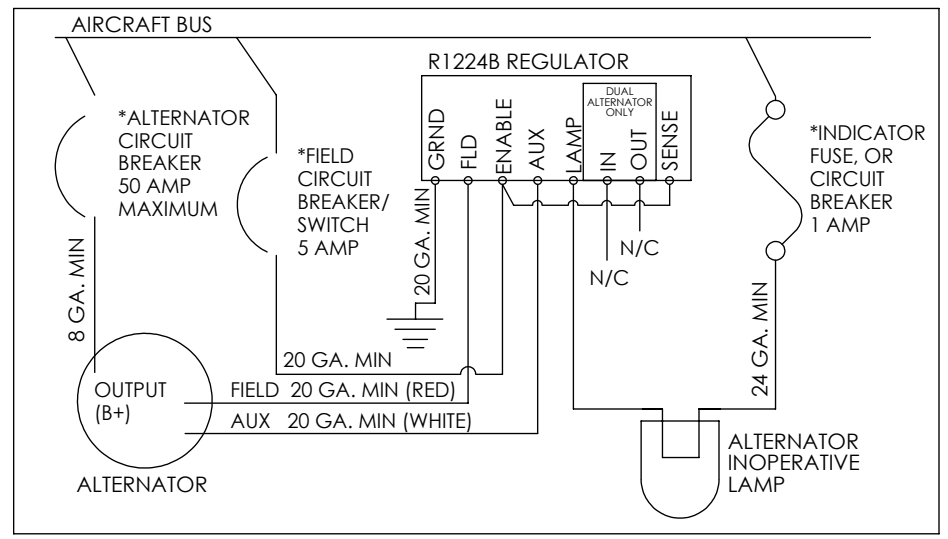 AIRCRAFT BUS
R1224B REGULATOR
DUAL
ALTERNATOR
ONLY
GRND
FLD
ENABLE
AUX
LAMP
IN
OUT
SENSE
*ALTERNATOR
CIRCUIT
BREAKER
50 AMP
MAXIMUM
*FIELD
CIRCUIT
BREAKER/
SWITCH
5 AMP
*INDICATOR
FUSE, OR
CIRCUIT
BREAKER
1 AMP
8 GA. MIN
20 GA. MIN
N/C
N/C
24 GA. MIN
20 GA. MIN
OUTPUT
(B+)
FIELD 20 GA. MIN (RED)
AUX 20 GA. MIN (WHITE)
ALTERNATOR
ALTERNATOR
INOPERATIVE
LAMP